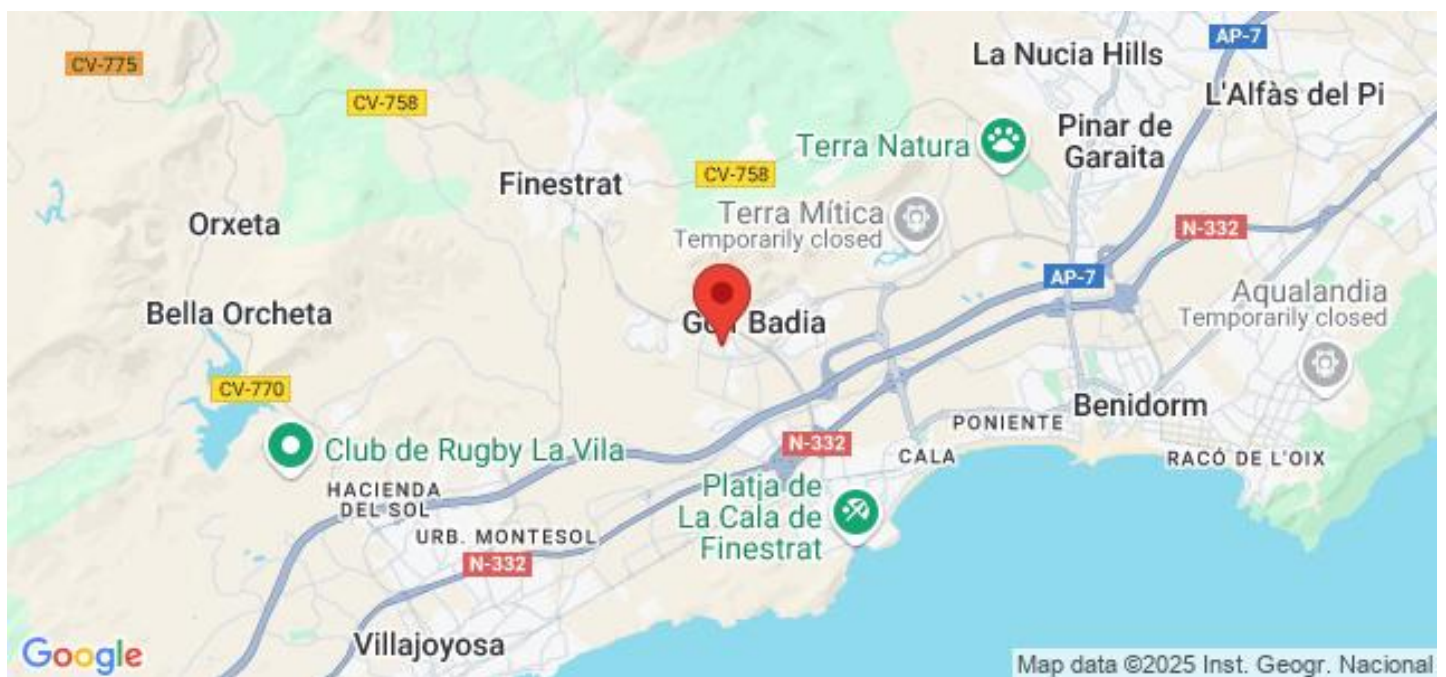 AP-7
La Nucia Hills
CV-775
L'Alfàs del Pi
CV-758
Pinar de
Garaita
Terra Natura
CV-758
Finestrat
Terra Mítica
Temporarily closed
Orxeta
N-332
AP-7
Aqualandia
Temporarily closed
Bella Orcheta
Badia
CV-770
Benidorm
PONIENTE
N-332
CALA
RACÓ DE L'OIX
Club de Rugby La Vila
HACIENDA
DEL SOL
Platja de
La Cala de
Finestrat
URB. MONTESOL
N-332
Villajoyosa
Google
Map data ©2025 Inst. Geogr. Nacional